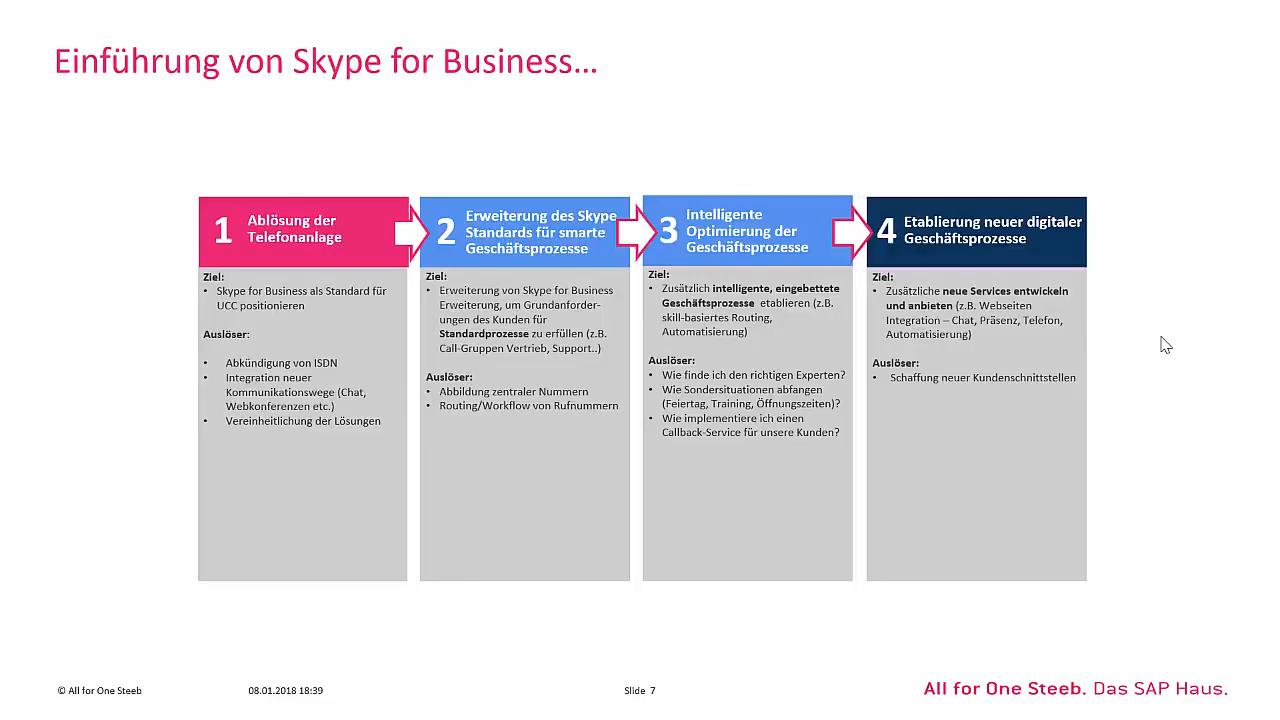 Einführung von Skype for Business...
1
Ablösung der
Telefonanlage
Ziel:
• Skype for Business als Standard für
UCC positionieren
Auslöser:
• Abkündigung von ISDN
• Integration neuer
Kommunikationswege (Chat,
Webkonferenzen etc.)
• Vereinheitlichung der Lösungen
2
Erweiterung des Skype
Standards für smarte
Geschäftsprozesse
Ziel:
• Erweiterung von Skype for Business
Erweiterung, um Grundanforder-
ungen des Kunden für
Standardprozesse zu erfüllen (z.B.
Call-Gruppen Vertrieb, Support..)
Auslöser:
• Abbildung zentraler Nummern
• Routing/Workflow von Rufnummern
3
Intelligente
Optimierung der
Geschäftsprozesse
Ziel:
• Zusätzlich intelligente, eingebettete
Geschäftsprozesse etablieren (z.B.
skill-basiertes Routing,
Automatisierung)
Auslöser:
• Wie finde ich den richtigen Experten?
• Wie Sondersituationen abfangen
(Feiertag, Training, Öffnungszeiten)?
• Wie implementiere ich einen
Callback-Service für unsere Kunden?
4
Etablierung neuer digitaler
Geschäftsprozesse
Ziel:
• Zusätzliche neue Services entwickeln
und anbieten (z.B. Webseiten
Integration – Chat, Präsenz, Telefon,
Automatisierung)
Auslöser:
• Schaffung neuer Kundenschnittstellen
© All for One Steeb
08.01.2018 18:39
Slide 7
All for One Steeb. Das SAP Haus.